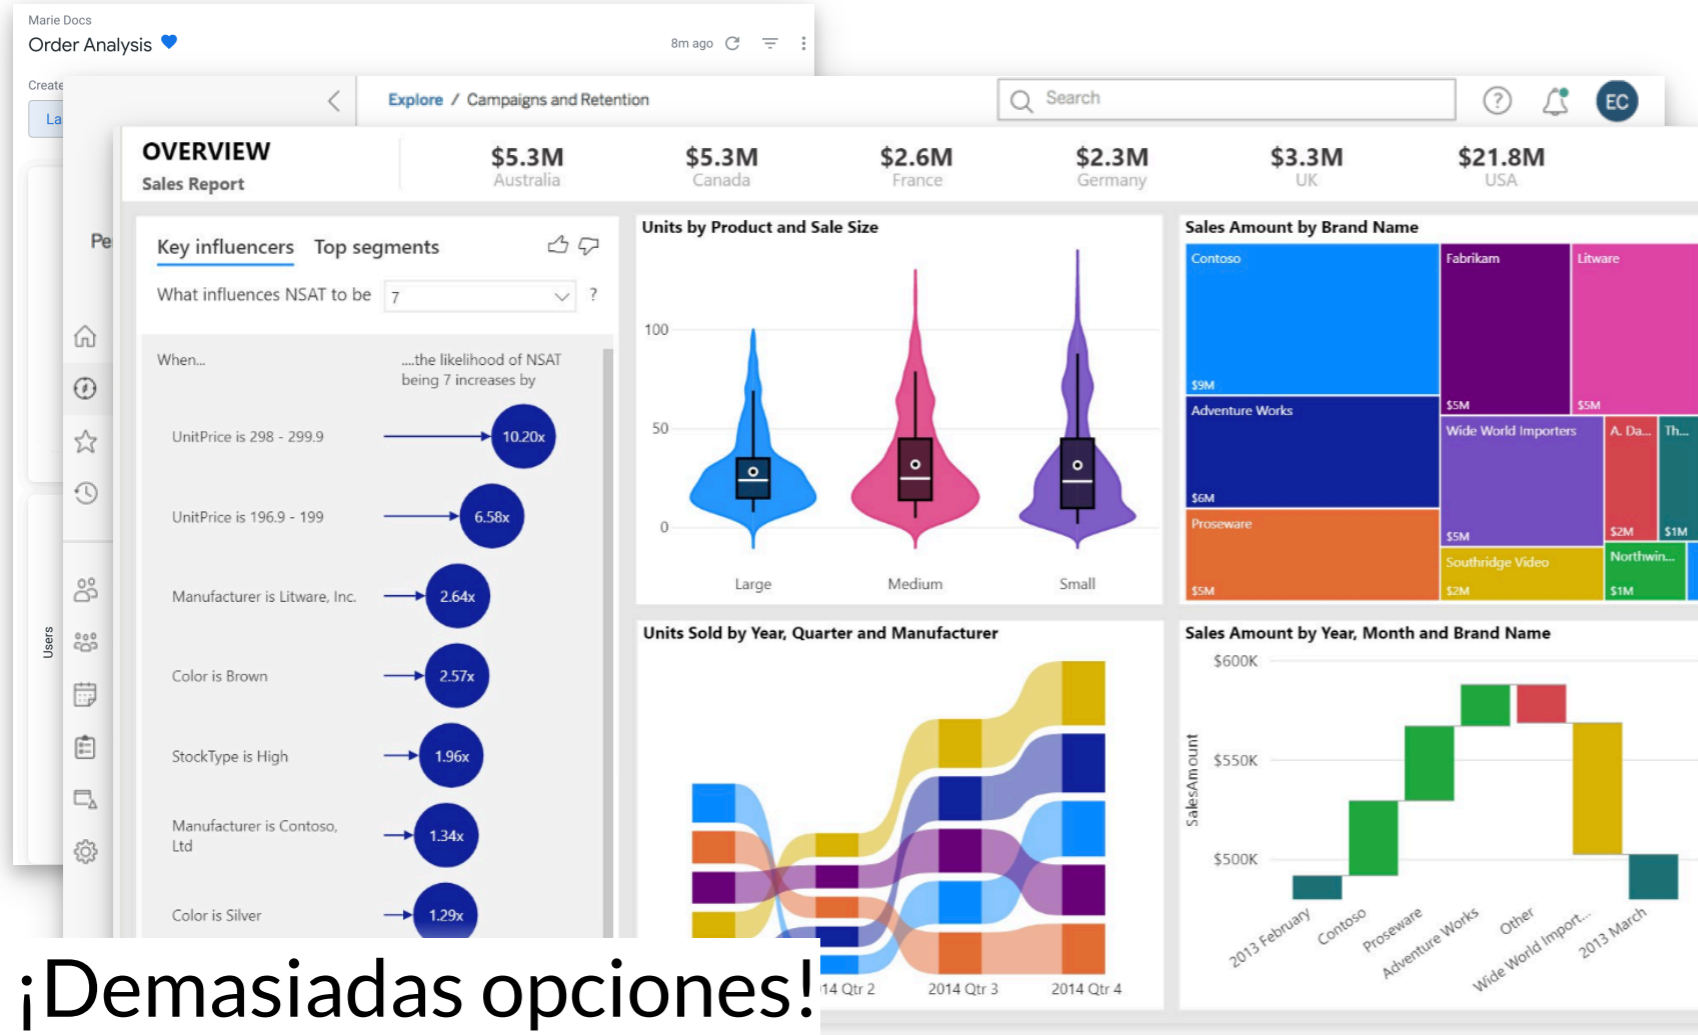 Marie Docs
Order Analysis
8m ago
Explore / Campaigns and Retention
Search
EC
OVERVIEW
Sales Report
$5.3M
Australia
$5.3M
Canada
$2.6M
France
$2.3M
Germany
$3.3M
UK
$21.8M
USA
Key influencers
Top segments
What influences NSAT to be
7
?
When...
....the likelihood of NSAT
being 7 increases by
UnitPrice is 298 - 299.9
10.20x
UnitPrice is 196.9 - 199
6.58x
Manufacturer is Litware, Inc.
2.64x
Color is Brown
2.57x
StockType is High
1.96x
Manufacturer is Contoso,
Ltd
1.34x
Color is Silver
1.29x
Users
Units by Product and Sale Size
100
50
0
Large
Medium
Small
Sales Amount by Brand Name
Contoso
$9M
Fabrikam
$5M
Litware
$5M
Adventure Works
$6M
Wide World Importers
$5M
A. Da...
$2M
Th...
$1M
Proseware
$5M
Southridge Video
$2M
Northwin...
$1M
Units Sold by Year, Quarter and Manufacturer
14 Qtr 2
2014 Qtr 3
2014 Qtr 4
Sales Amount by Year, Month and Brand Name
SalesAmount
$600K
$550K
$500K
2013 February
Contoso
Proseware
Adventure Works
Other
Wide World Import...
2013 March
¡Demasiadas opciones!